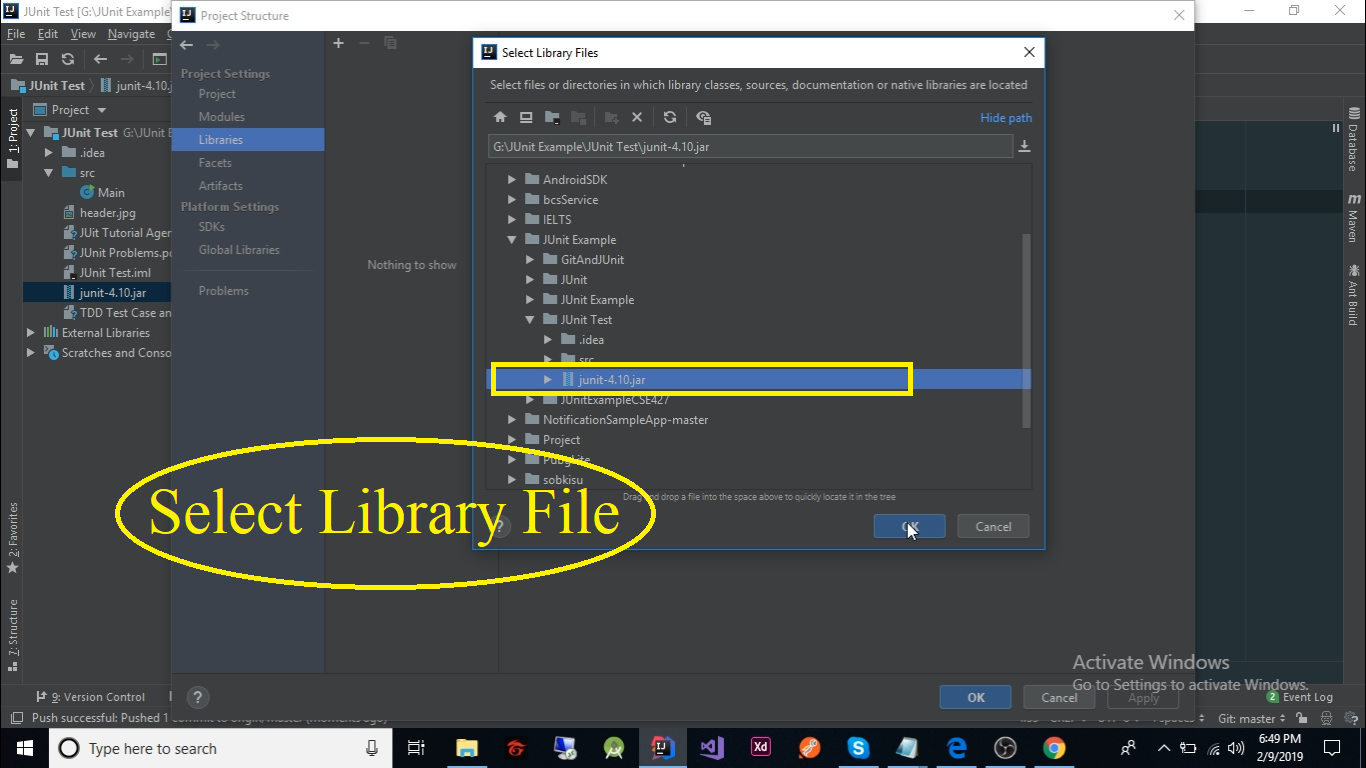 JUnit Test [G:\JUnit Example
Project Structure
File Edit View Navigate
JUnit Test junit-4.10.j
Project
1: Project
JUnit Test G:\JUnit E
.idea
src
Main
header.jpg
JUit Tutorial Agen
JUnit Problems.p
JUnit Test.iml
junit-4.10.jar
TDD Test Case an
External Libraries
Scratches and Conso
2: Favorites
7: Structure
Project Settings
Project
Modules
Libraries
Facets
Artifacts
Platform Settings
SDKs
Global Libraries
Problems
Nothing to show
Select Library Files
Select files or directories in which library classes, sources, documentation or native libraries are located
Hide path
G:\JUnit Example\JUnit Test\junit-4.10.jar
AndroidSDK
bcsService
IELTS
JUnit Example
GitAndJUnit
JUnit
JUnit Example
JUnit Test
.idea
src
junit-4.10.jar
JUnitExampleCSE427
NotificationSampleApp-master
Project
PubgLite
sobkisu
Drag and drop a file into the space above to quickly locate it in the tree
Select Library File
?
OK Cancel
Database
m Maven
Ant Build
Activate Windows
Go to Settings to activate Windows.
?
OK Cancel Apply
9: Version Control
2 Event Log
Push successful: Pushed 1 commit to origin/master (moments ago)
Git: master
Type here to search
Xd
6:49 PM
2/9/2019